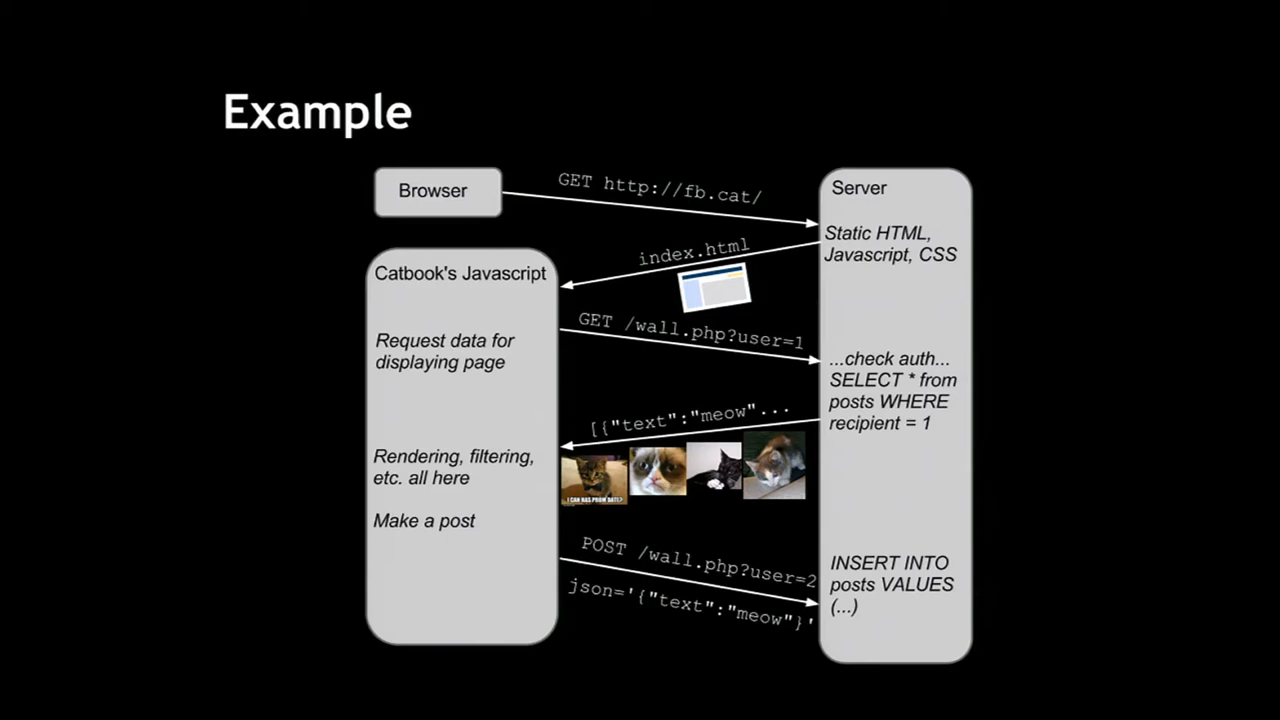 Example
Browser
GET http://fb.cat/
Server
Static HTML,
Javascript, CSS
index.html
Catbook's Javascript
GET /wall.php?user=1
Request data for
displaying page
...check auth...
SELECT * from
posts WHERE
recipient = 1
[{"text":"meow"...
Rendering, filtering,
etc. all here
I CAN HAS PROM DATE?
Make a post
POST /wall.php?user=2
json='{"text":"meow"}'
INSERT INTO
posts VALUES
(...)